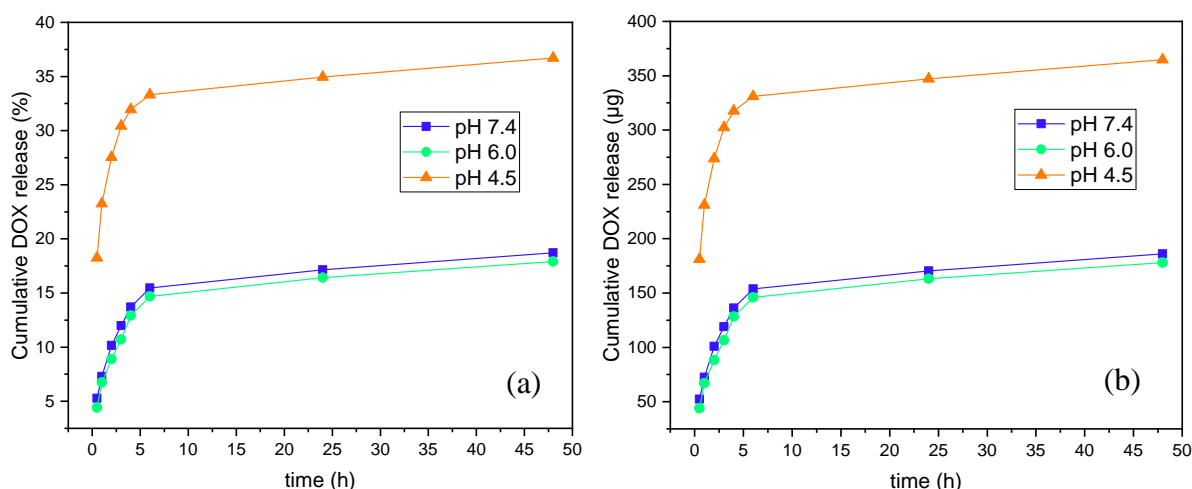 Cumulative DOX release (%)
40
35
30
25
20
15
10
5
pH 7.4
pH 6.0
pH 4.5
(a)
0 5 10 15 20 25 30 35 40 45 50
time (h)
Cumulative DOX release (µg)
400
350
300
250
200
150
100
50
pH 7.4
pH 6.0
pH 4.5
(b)
0 5 10 15 20 25 30 35 40 45 50
time (h)